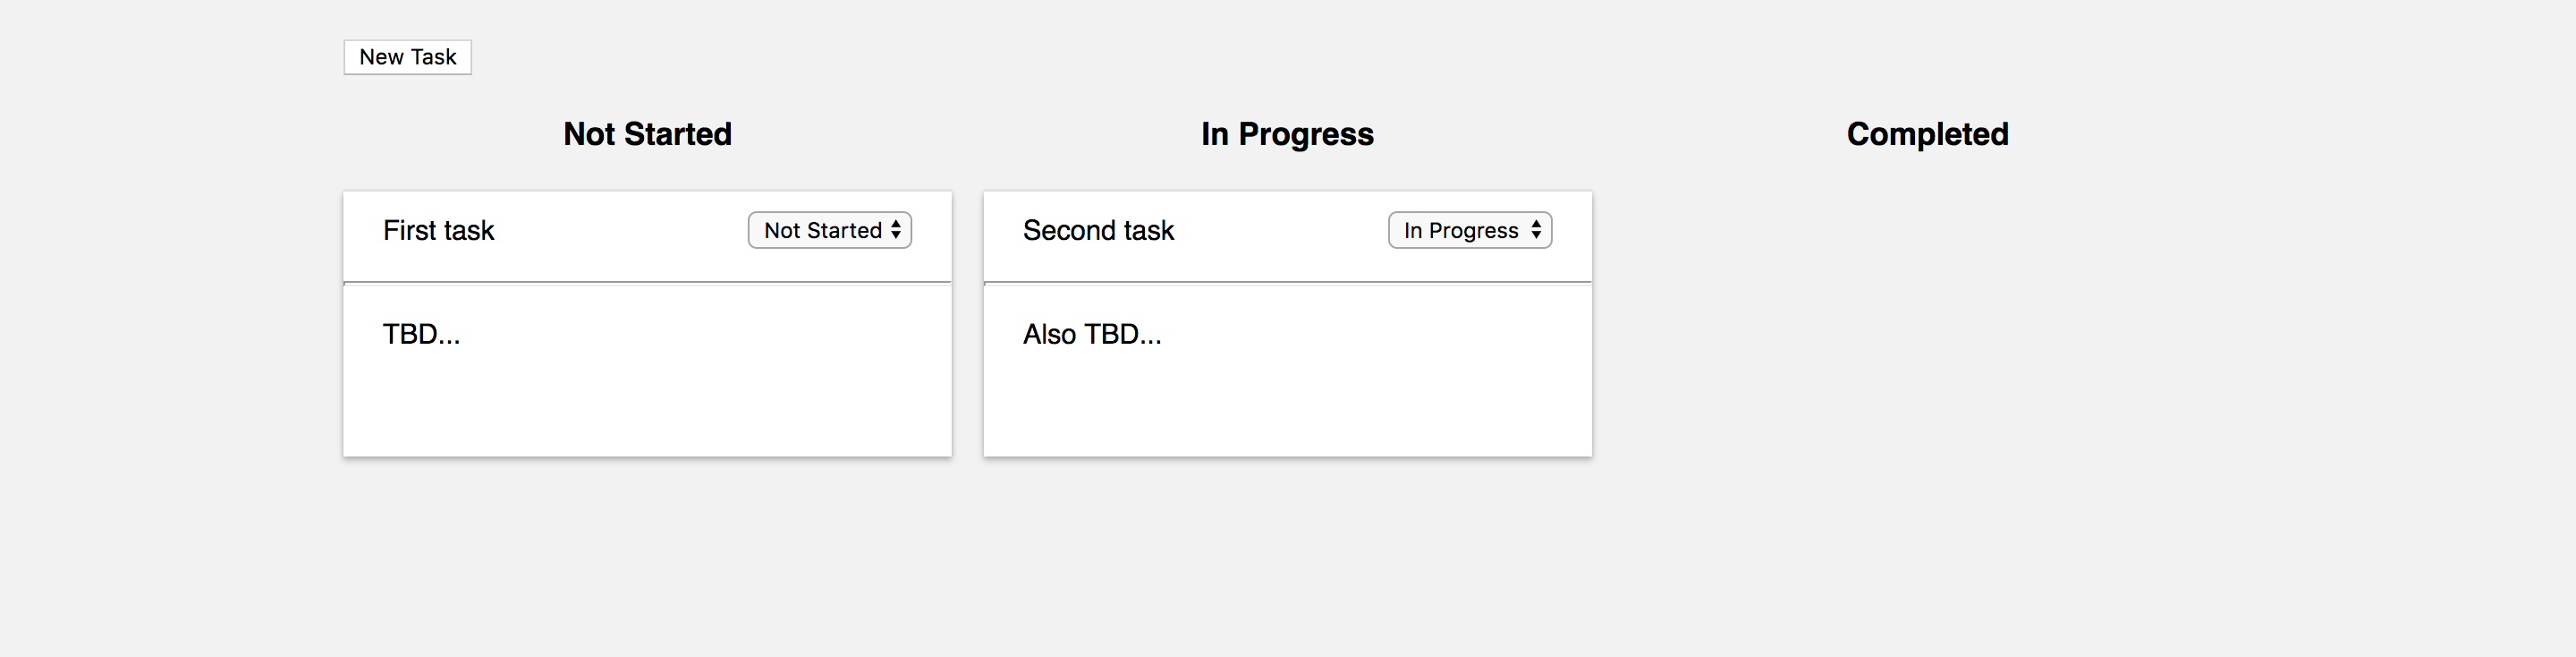 New Task
Not Started
In Progress
Completed
First task
Not Started
Second task
In Progress
TBD...
Also TBD...